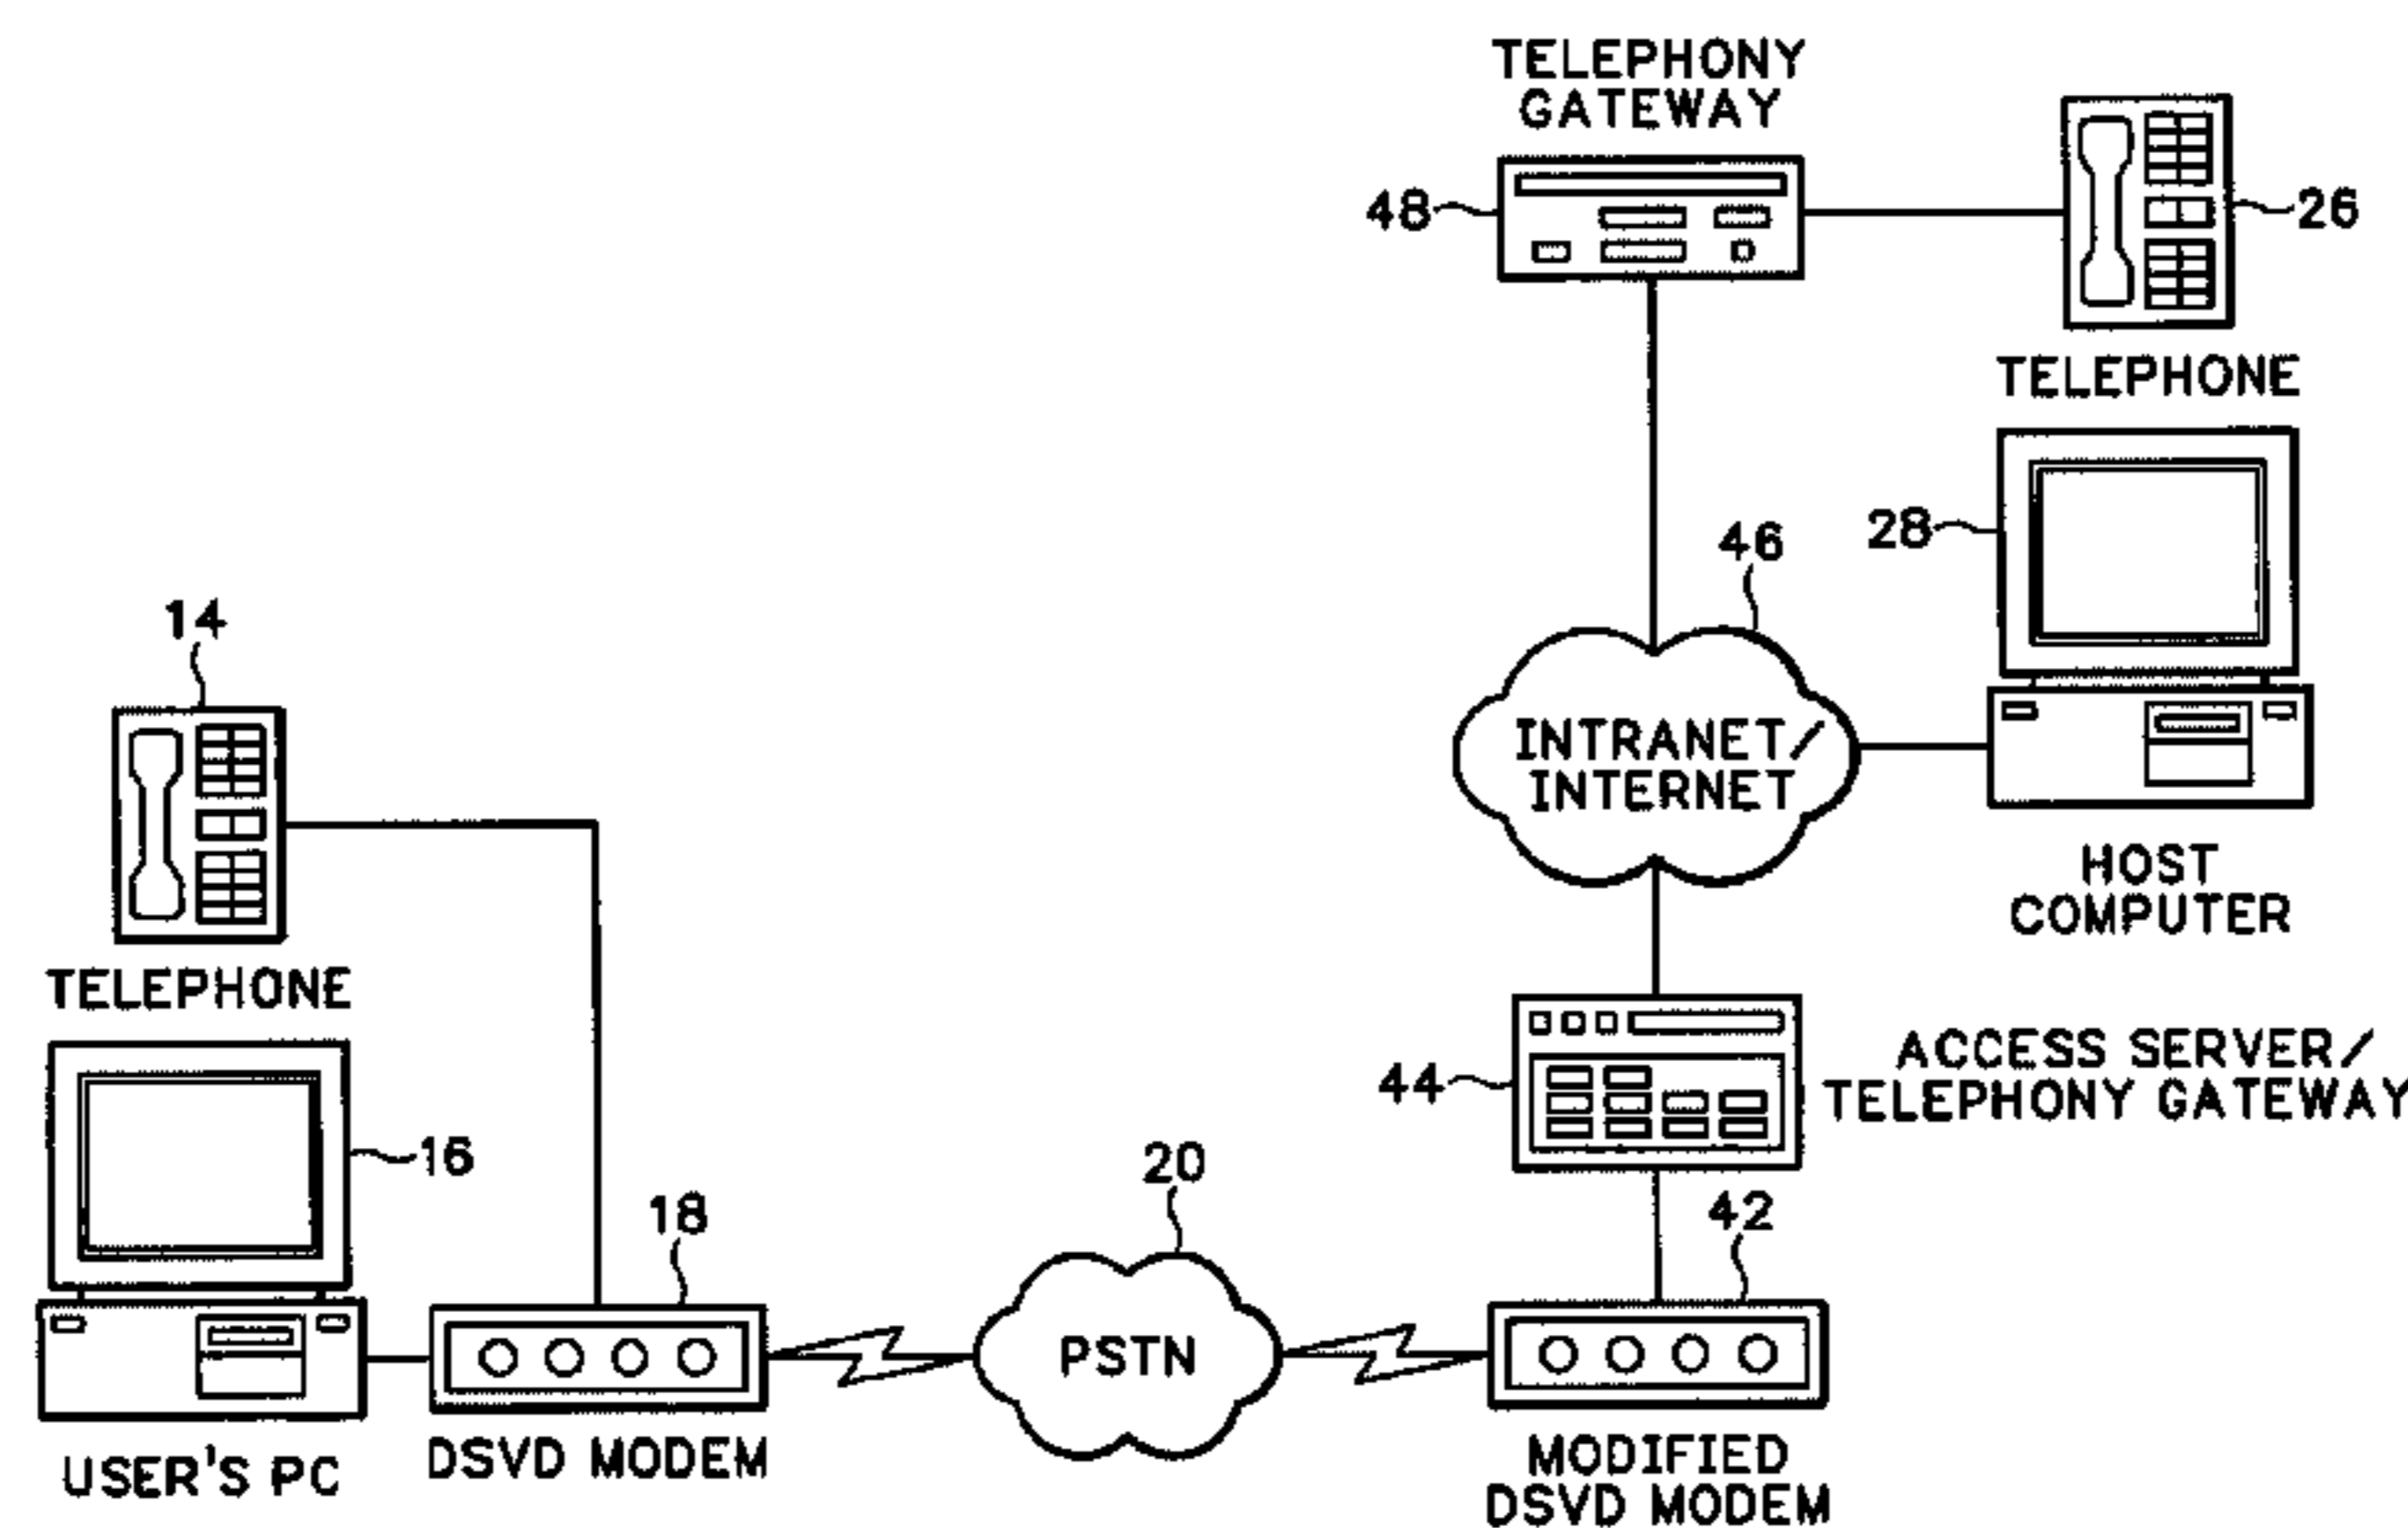 TELEPHONY
GATEWAY
48
26
TELEPHONE
28
46
INTRANET/
INTERNET
HOST
COMPUTER
14
TELEPHONE
16
18
DSVD MODEM
USER'S PC
20
PSTN
44
ACCESS SERVER/
TELEPHONY GATEWAY
42
MODIFIED
DSVD MODEM